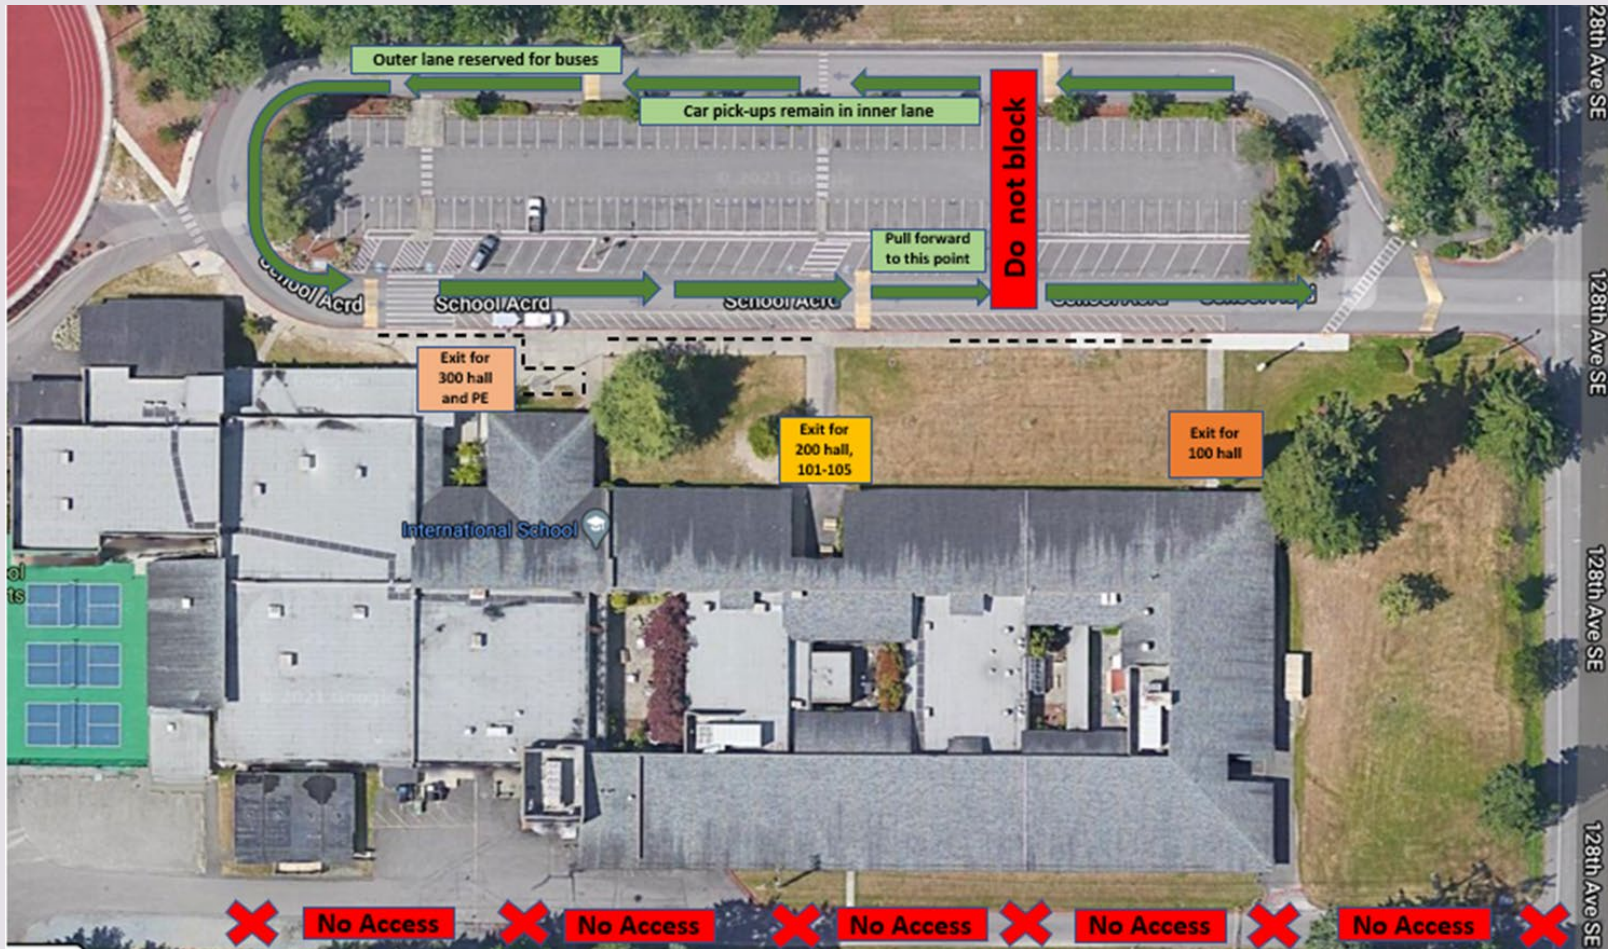 128th Ave SE
Outer lane reserved for buses
Car pick-ups remain in inner lane
Do not block
Pull forward
to this point
School Acrd
School Acrd
School Acrd
128th Ave SE
Exit for
300 hall
and PE
Exit for
200 hall,
101-105
Exit for
100 hall
International School
ol
ts
128th Ave SE
128th Ave SE
No Access
No Access
No Access
No Access
No Access